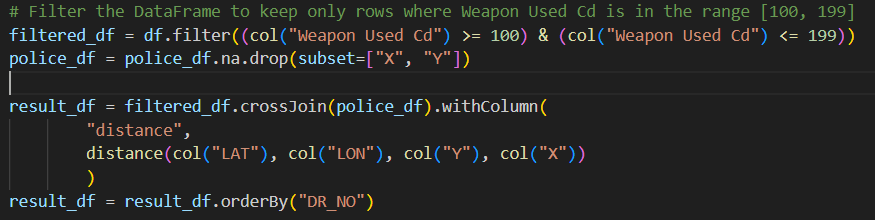 # Filter the DataFrame to keep only rows where Weapon Used Cd is in the range [100, 199]
filtered_df = df.filter((col("Weapon Used Cd") >= 100) & (col("Weapon Used Cd") <= 199))
police_df = police_df.na.drop(subset=["X", "Y"])

result_df = filtered_df.crossJoin(police_df).withColumn(
        "distance",
        distance(col("LAT"), col("LON"), col("Y"), col("X"))
        )
result_df = result_df.orderBy("DR_NO")